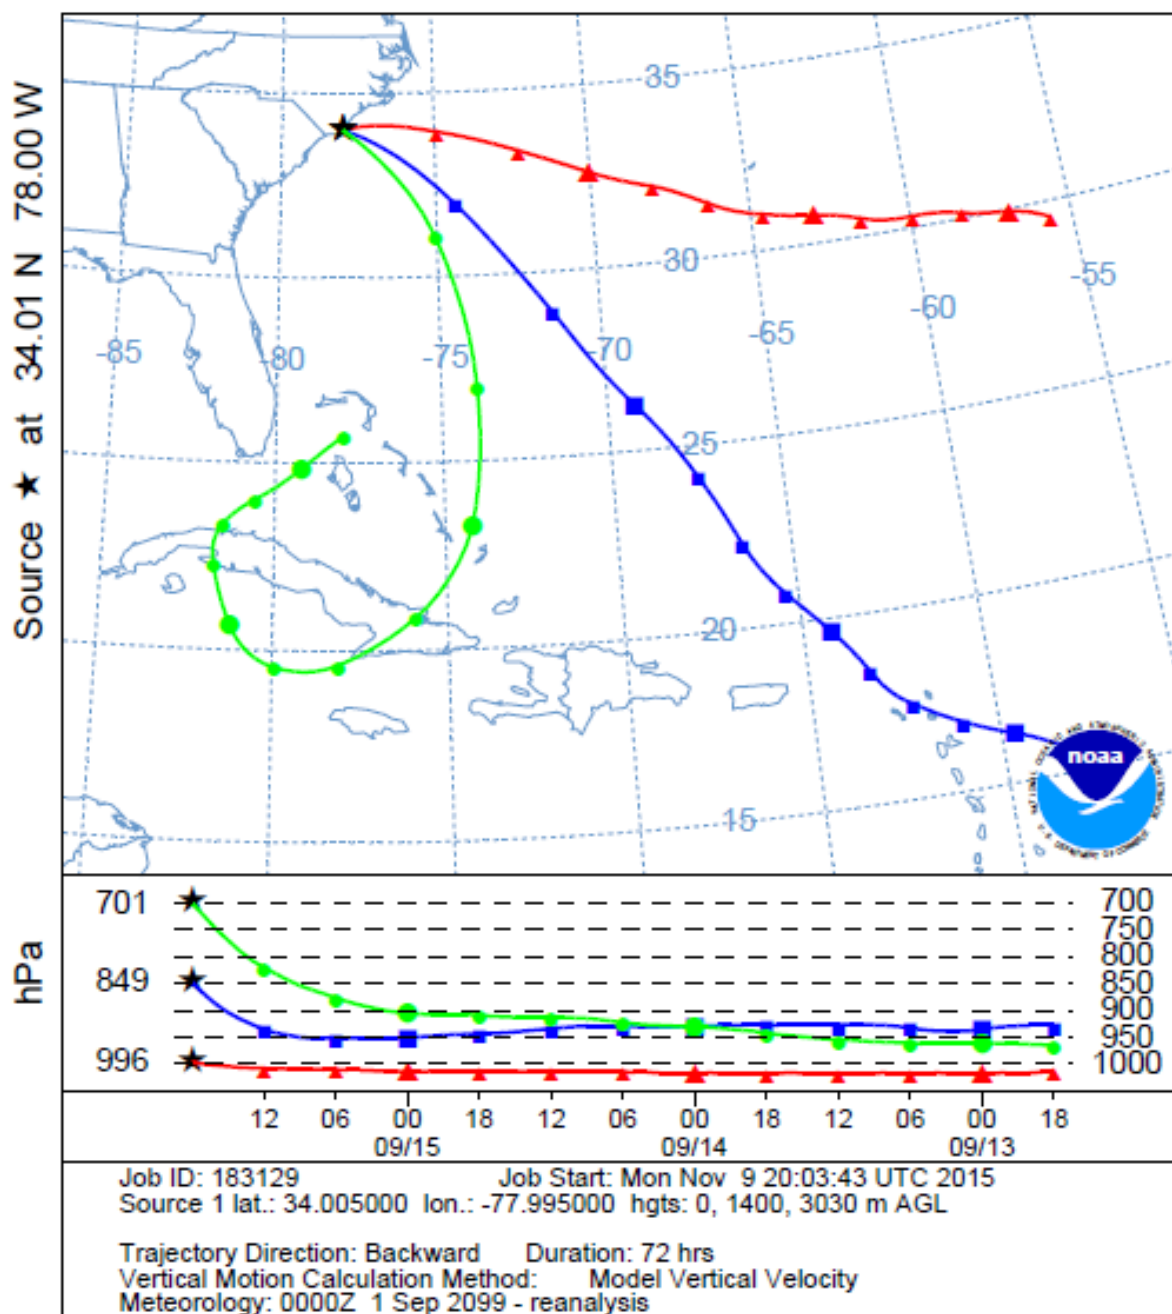 Source ★ at 34.01 N 78.00 W
35
30
-55
-60
-65
-85
-80
-75
-70
25
20
15
noaa
hPa
701
849
996
700
750
800
850
900
950
1000
12 06 00 18 12 06 00 18 12 06 00 18
09/15 09/14 09/13
Job ID: 183129 Job Start: Mon Nov 9 20:03:43 UTC 2015
Source 1 lat.: 34.005000 lon.: -77.995000 hgts: 0, 1400, 3030 m AGL
Trajectory Direction: Backward Duration: 72 hrs
Vertical Motion Calculation Method: Model Vertical Velocity
Meteorology: 0000Z 1 Sep 2099 - reanalysis